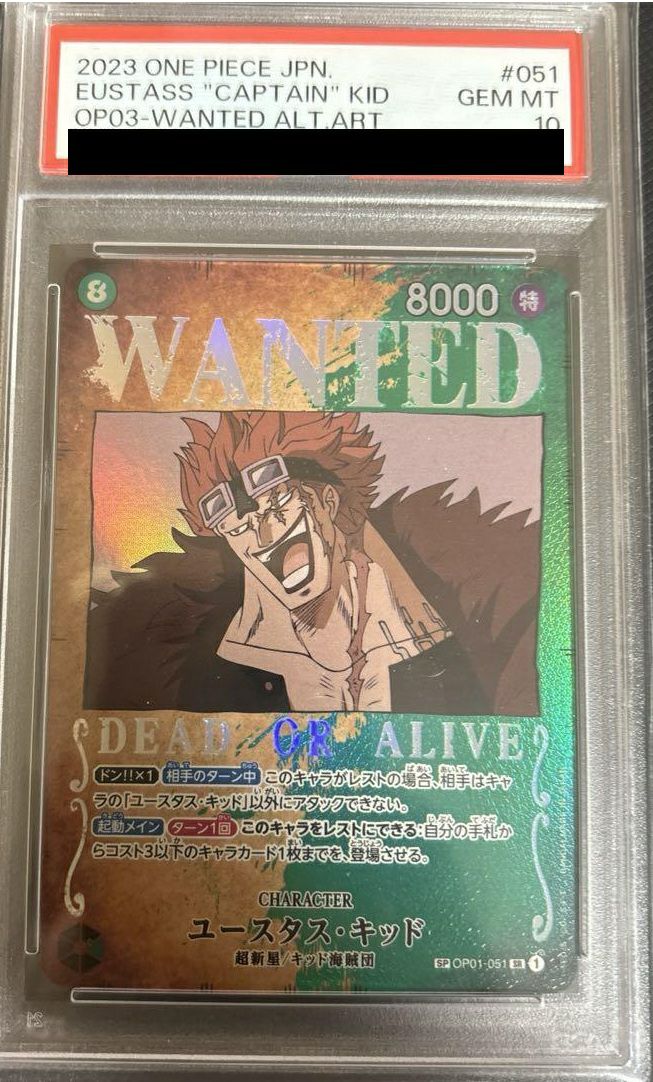 2023 ONE PIECE JPN. #051
EUSTASS "CAPTAIN" KID GEM MT
OP03-WANTED ALT.ART 10
8 8000 特
WANTED
DEAD OR ALIVE
ドン!!×1 相手のターン中 このキャラがレストの場合、相手はキャ
ラの「ユースタス・キッド」以外にアタックできない。
起動メイン ターン1回 このキャラをレストにできる:自分の手札か
らコスト3以下のキャラカード1枚までを、登場させる。
CHARACTER
ユースタス・キッド
超新星/キッド海賊団
SP OP01-051 SR 1